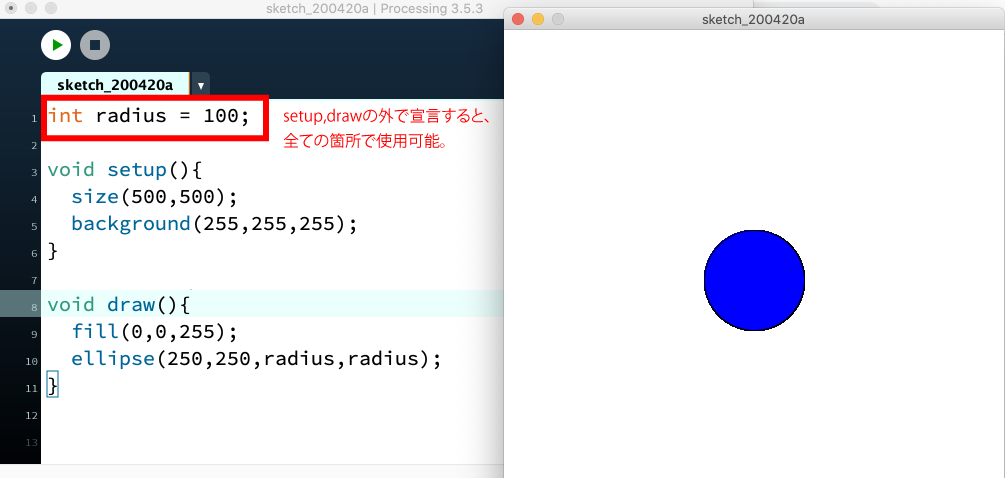 sketch_200420a | Processing 3.5.3
sketch_200420a
sketch_200420a ▼
1 int radius = 100;
setup,drawの外で宣言すると、
全ての箇所で使用可能。
2
3 void setup(){
4 size(500,500);
5 background(255,255,255);
6 }
7
8 void draw(){
9 fill(0,0,255);
10 ellipse(250,250,radius,radius);
11 }
12
13